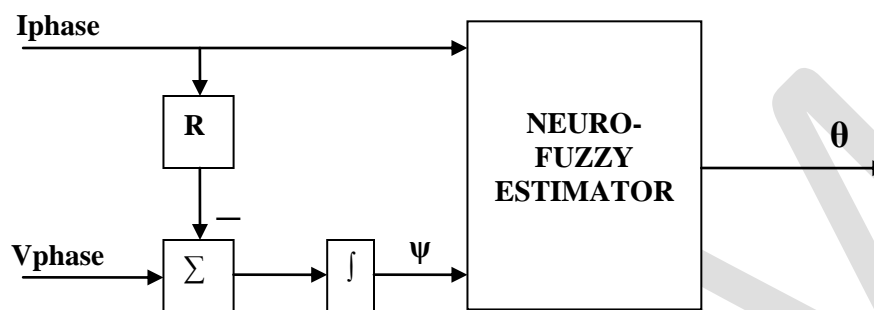 Iphase
R
NEURO-
FUZZY
ESTIMATOR
θ
—
Vphase
∑
∫
ψ